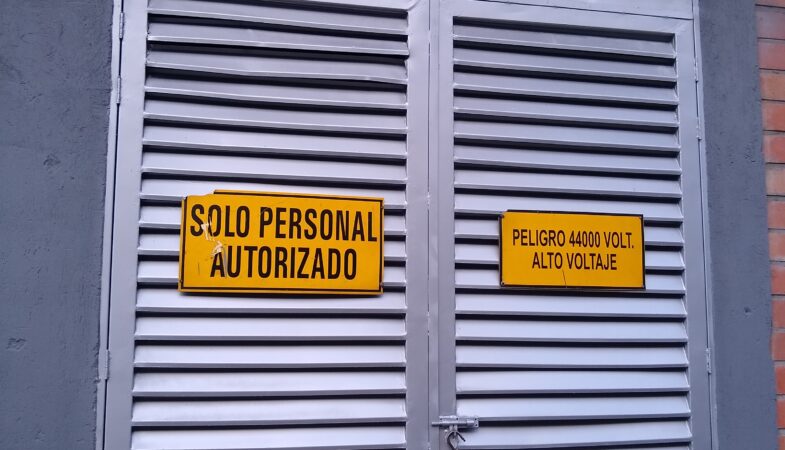 SOLO PERSONAL
AUTORIZADO
PELIGRO 44000 VOLT.
ALTO VOLTAJE